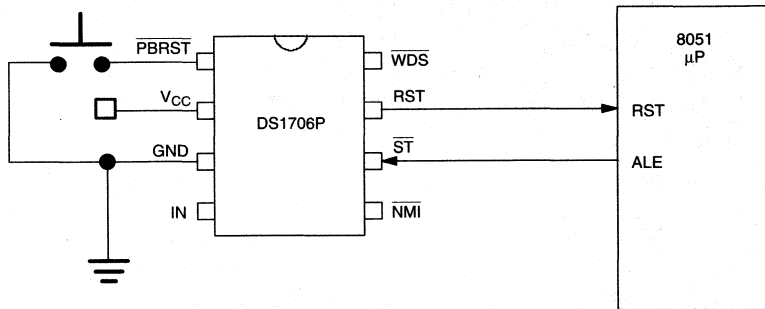 PBRST
VCC
GND
IN
DS1706P
WDS
RST
ST
NMI
8051
μP
RST
ALE